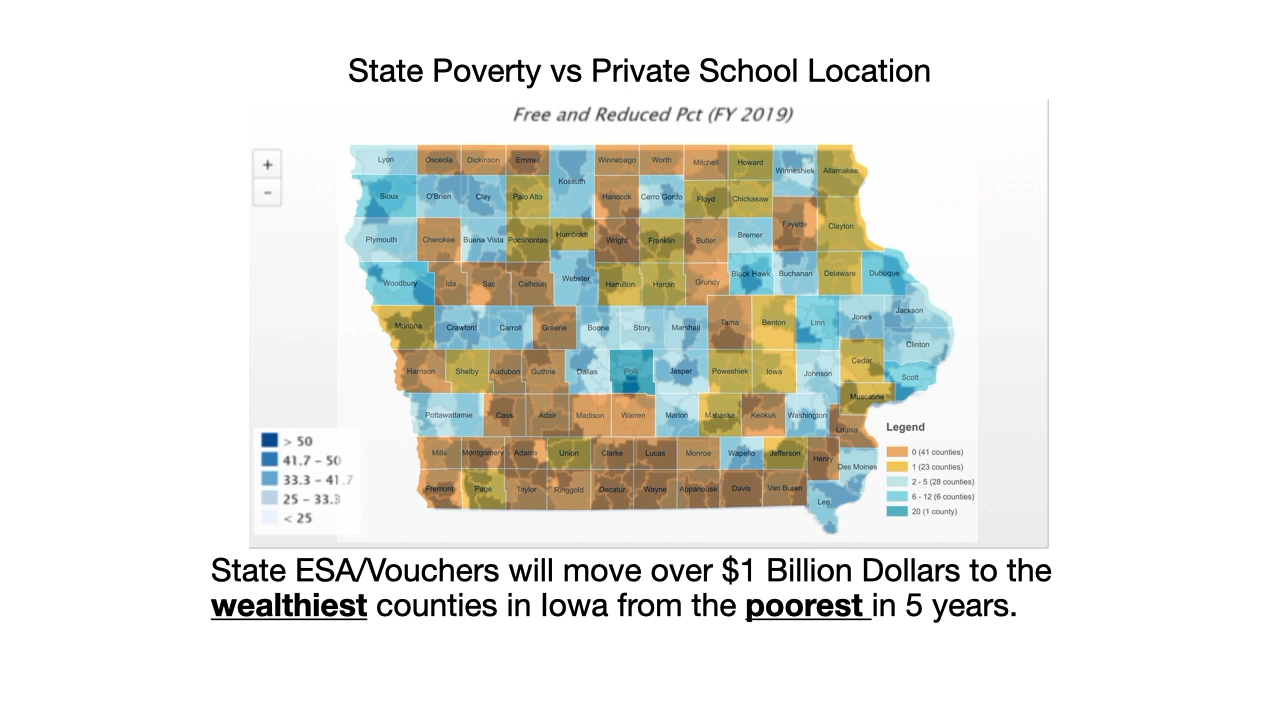 State Poverty vs Private School Location
Free and Reduced Pct (FY 2019)
+
−
Lyon Osceola Dickinson Emmet Winnebago Worth Mitchell Howard
Winneshiek Allamakee
Kossuth
Sioux O'Brien Clay Palo Alto Hancock Cerro Gordo Floyd Chickasaw
Fayette Clayton
Plymouth Cherokee Buena Vista Pocahontas Humboldt Wright Franklin Butler Bremer
Woodbury Ida Sac Calhoun Webster Hamilton Hardin Grundy Black Hawk Buchanan Delaware Dubuque
Jackson
Monona Crawford Carroll Greene Boone Story Marshall Tama Benton Linn Jones
Clinton
Cedar
Harrison Shelby Audubon Guthrie Dallas Polk Jasper Poweshiek Iowa Johnson Scott
Muscatine
Pottawattamie Cass Adair Madison Warren Marion Mahaska Keokuk Washington
Louisa
Mills Montgomery Adams Union Clarke Lucas Monroe Wapello Jefferson Henry
Des Moines
Fremont Page Taylor Ringgold Decatur Wayne Appanoose Davis Van Buren
Lee
> 50
41.7 – 50
33.3 – 41.7
25 – 33.3
< 25
Legend
0 (41 counties)
1 (23 counties)
2 - 5 (28 counties)
6 - 12 (6 counties)
20 (1 county)
State ESA/Vouchers will move over $1 Billion Dollars to the
wealthiest counties in Iowa from the poorest in 5 years.